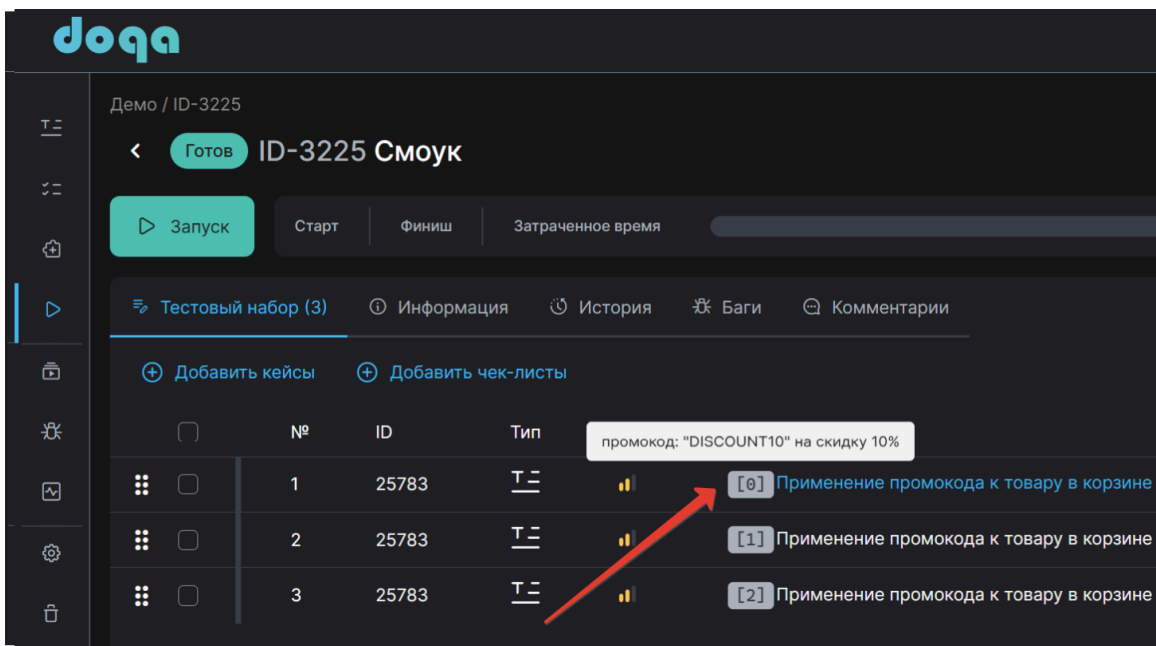 doqa
Демо / ID-3225
Готов ID-3225 Смоук
Запуск Старт Финиш Затраченное время
Тестовый набор (3) Информация История Баги Комментарии
Добавить кейсы Добавить чек-листы
№ ID Тип
промокод: "DISCOUNT10" на скидку 10%
1 25783 [0] Применение промокода к товару в корзине
2 25783 [1] Применение промокода к товару в корзине
3 25783 [2] Применение промокода к товару в корзине